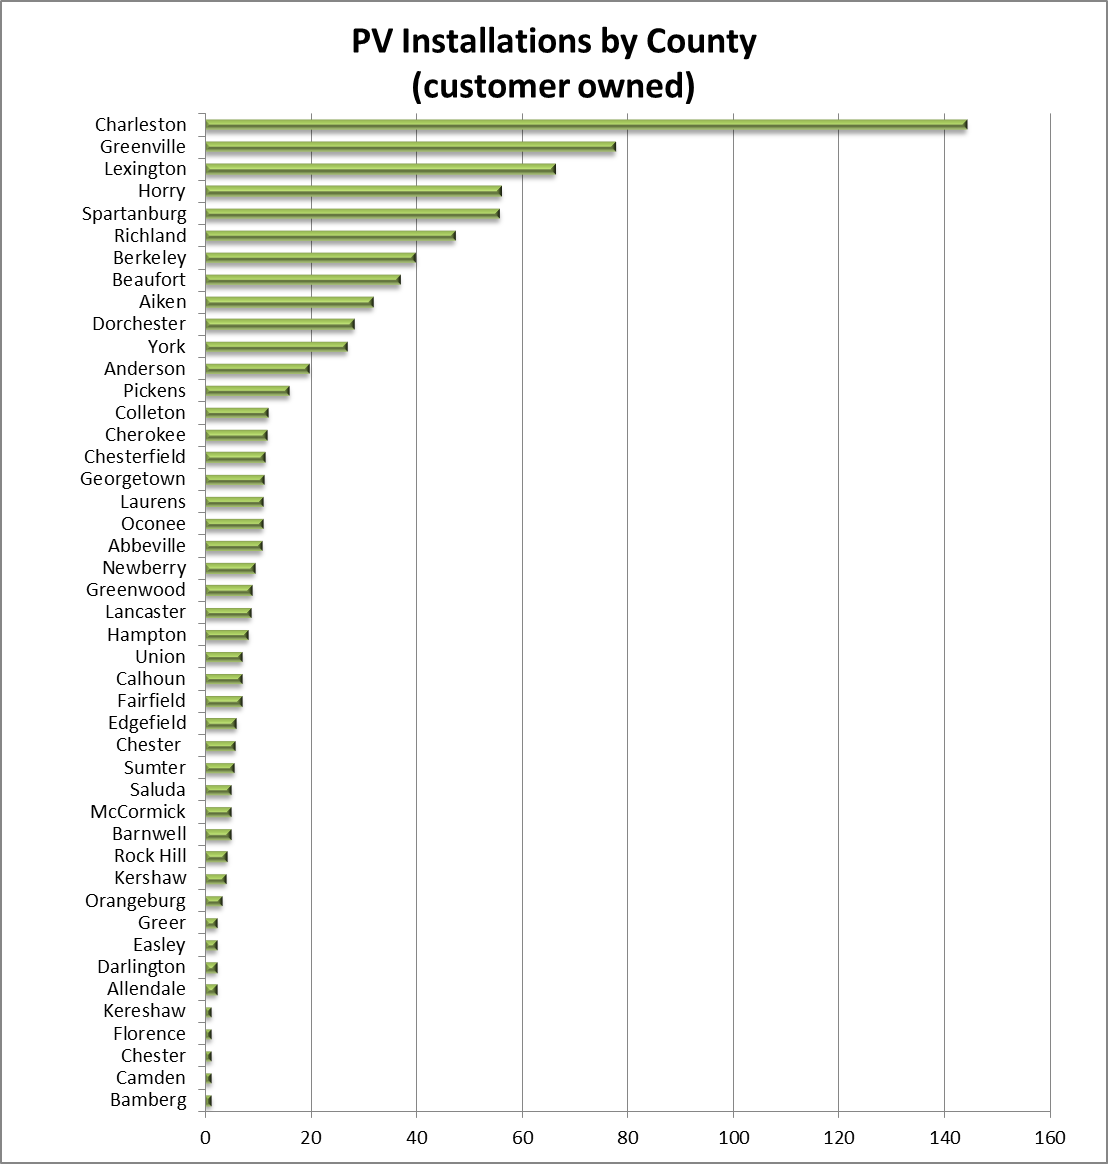 PV Installations by County
(customer owned)
Charleston
Greenville
Lexington
Horry
Spartanburg
Richland
Berkeley
Beaufort
Aiken
Dorchester
York
Anderson
Pickens
Colleton
Cherokee
Chesterfield
Georgetown
Laurens
Oconee
Abbeville
Newberry
Greenwood
Lancaster
Hampton
Union
Calhoun
Fairfield
Edgefield
Chester
Sumter
Saluda
McCormick
Barnwell
Rock Hill
Kershaw
Orangeburg
Greer
Easley
Darlington
Allendale
Kereshaw
Florence
Chester
Camden
Bamberg
0 20 40 60 80 100 120 140 160